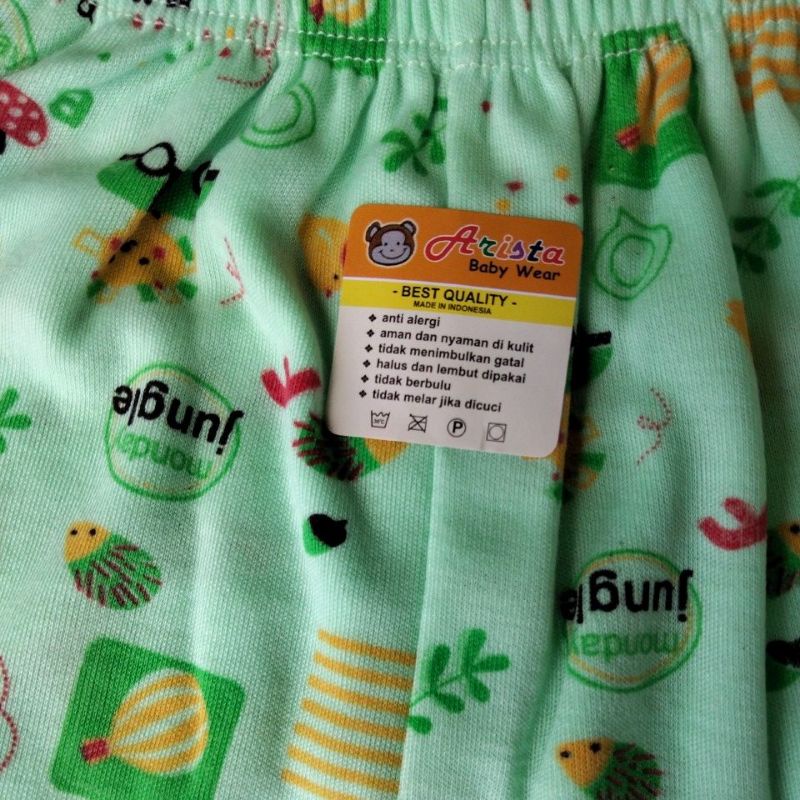 Arista
Baby Wear
- BEST QUALITY -
MADE IN INDONESIA
❖ anti alergi
❖ aman dan nyaman di kulit
❖ tidak menimbulkan gatal
❖ halus dan lembut dipakai
❖ tidak berbulu
❖ tidak melar jika dicuci
30°C
P
monday
jungle
monday
jungle